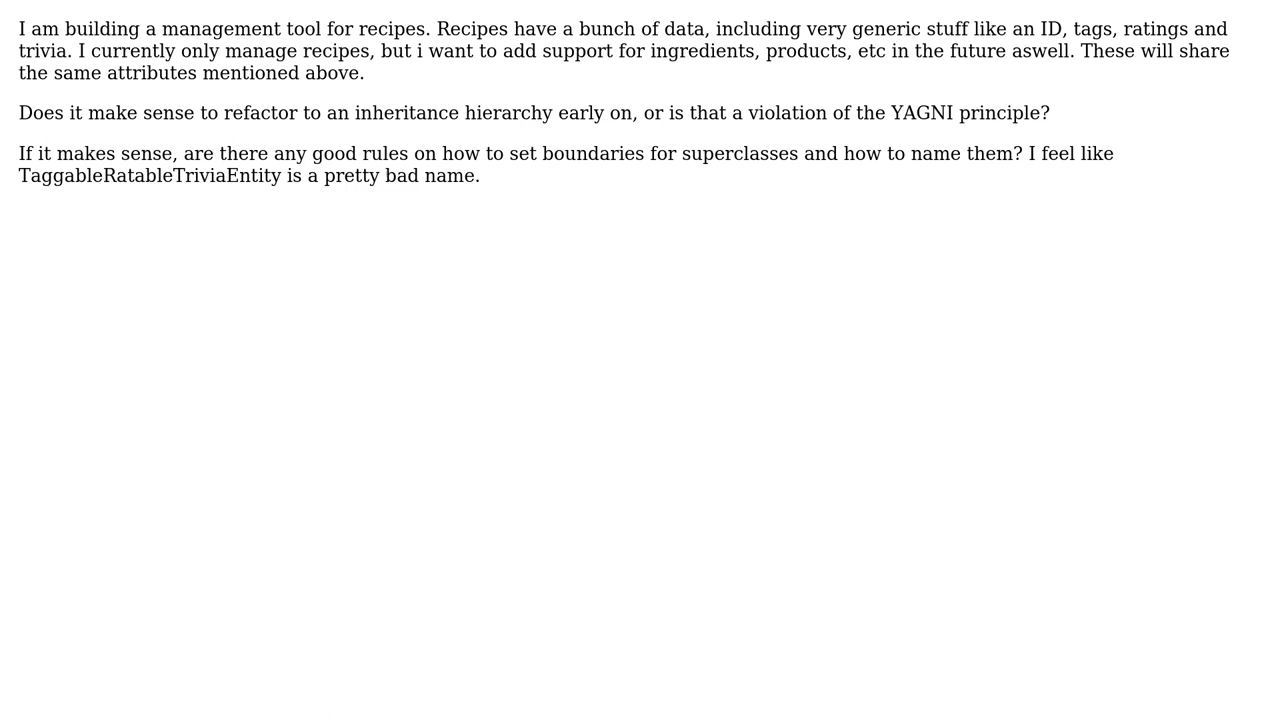 I am building a management tool for recipes. Recipes have a bunch of data, including very generic stuff like an ID, tags, ratings and
trivia. I currently only manage recipes, but i want to add support for ingredients, products, etc in the future aswell. These will share
the same attributes mentioned above.
Does it make sense to refactor to an inheritance hierarchy early on, or is that a violation of the YAGNI principle?
If it makes sense, are there any good rules on how to set boundaries for superclasses and how to name them? I feel like
TaggableRatableTriviaEntity is a pretty bad name.